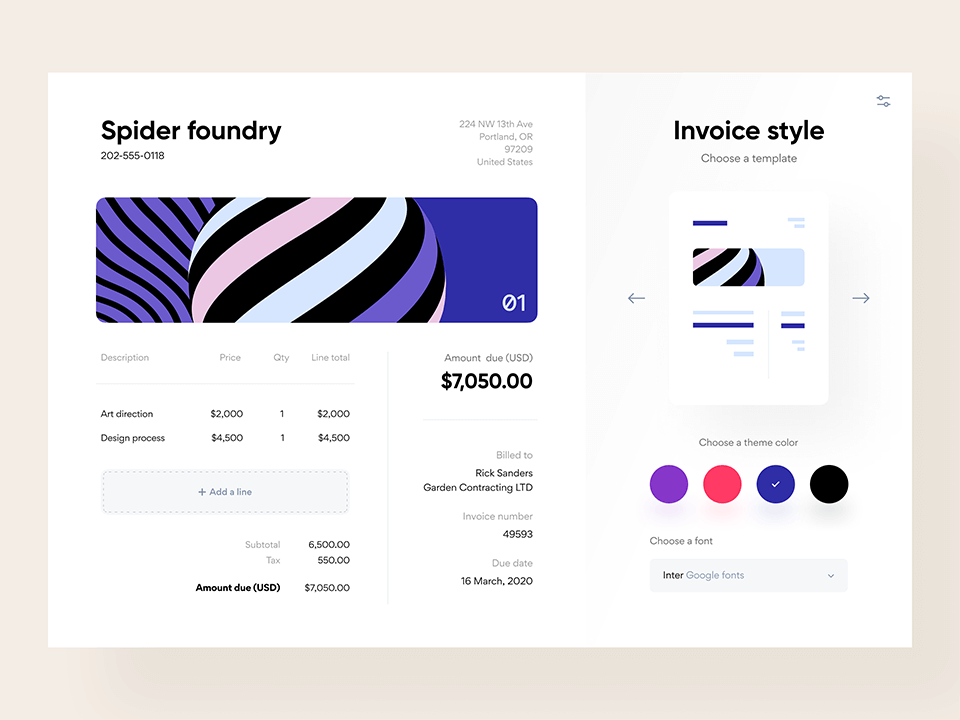 Spider foundry
202-555-0118
224 NW 13th Ave
Portland, OR
97209
United States
01
Description Price Qty Line total
Art direction $2,000 1 $2,000
Design process $4,500 1 $4,500
+ Add a line
Subtotal 6,500.00
Tax 550.00
Amount due (USD) $7,050.00
Amount due (USD)
$7,050.00
Billed to
Rick Sanders
Garden Contracting LTD
Invoice number
49593
Due date
16 March, 2020
Invoice style
Choose a template
Choose a theme color
Choose a font
Inter Google fonts